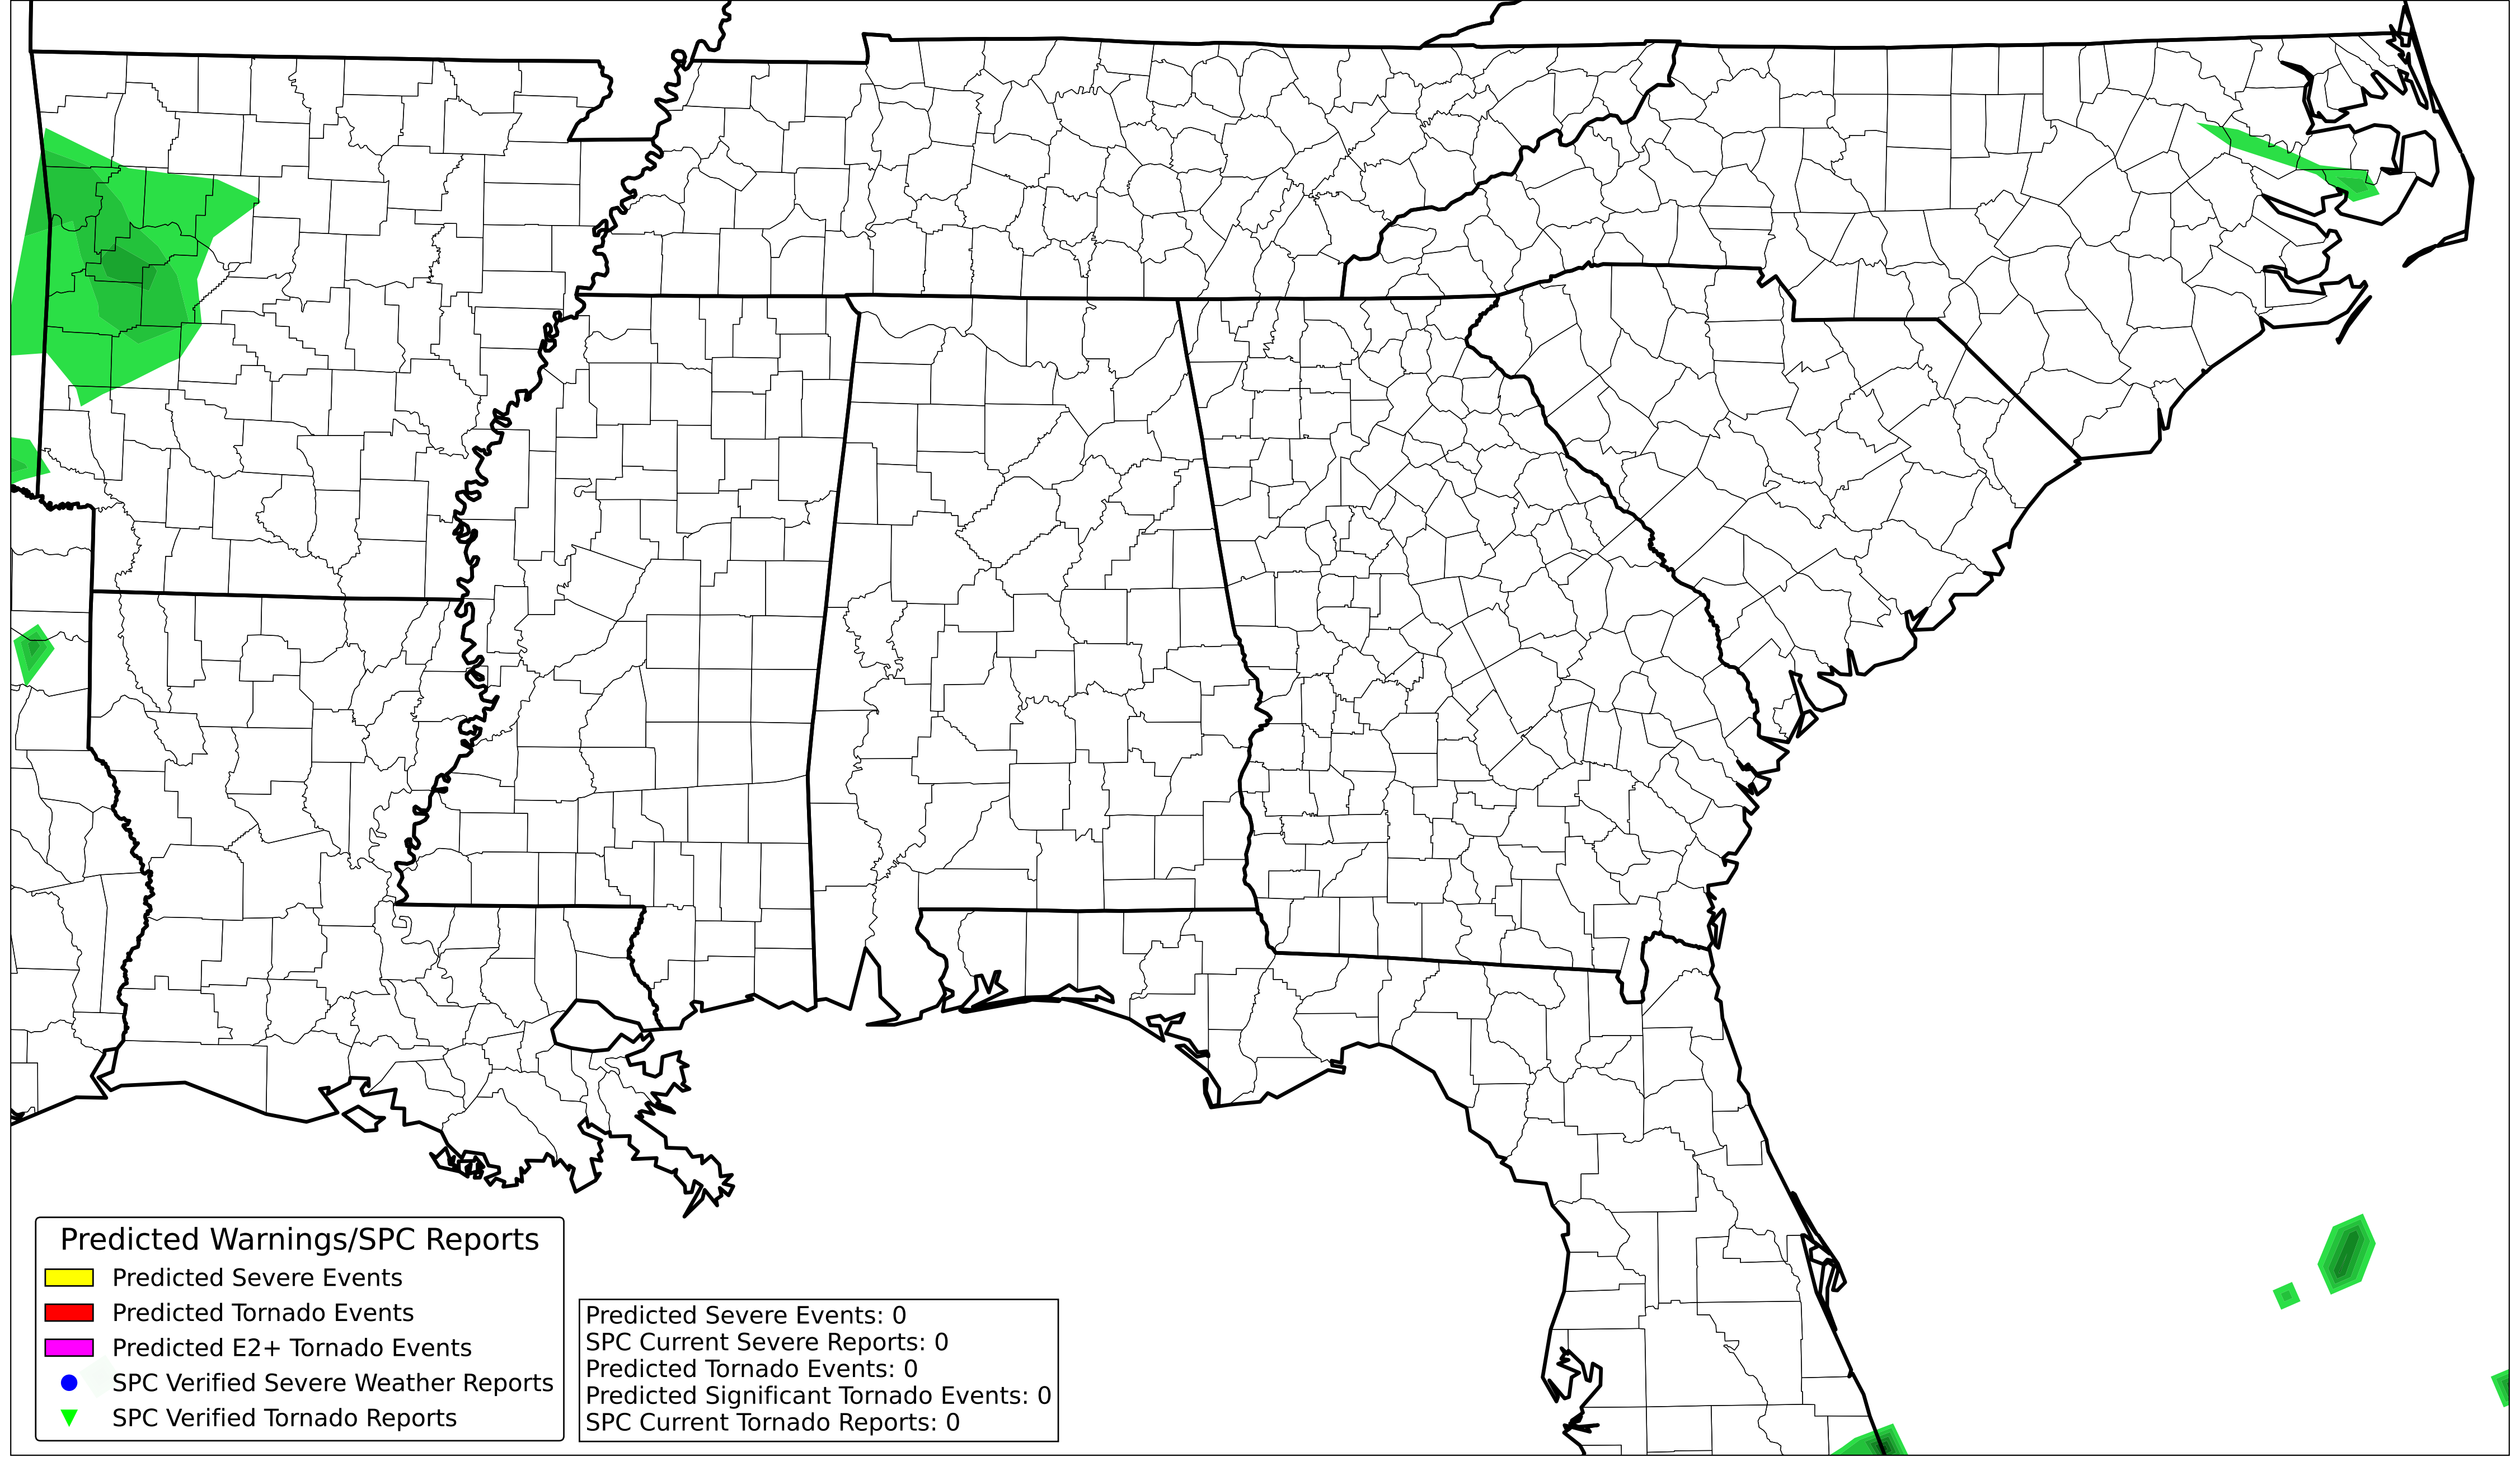 Predicted Warnings/SPC Reports
Predicted Severe Events
Predicted Tornado Events
Predicted E2+ Tornado Events
SPC Verified Severe Weather Reports
SPC Verified Tornado Reports
Predicted Severe Events: 0
SPC Current Severe Reports: 0
Predicted Tornado Events: 0
Predicted Significant Tornado Events: 0
SPC Current Tornado Reports: 0